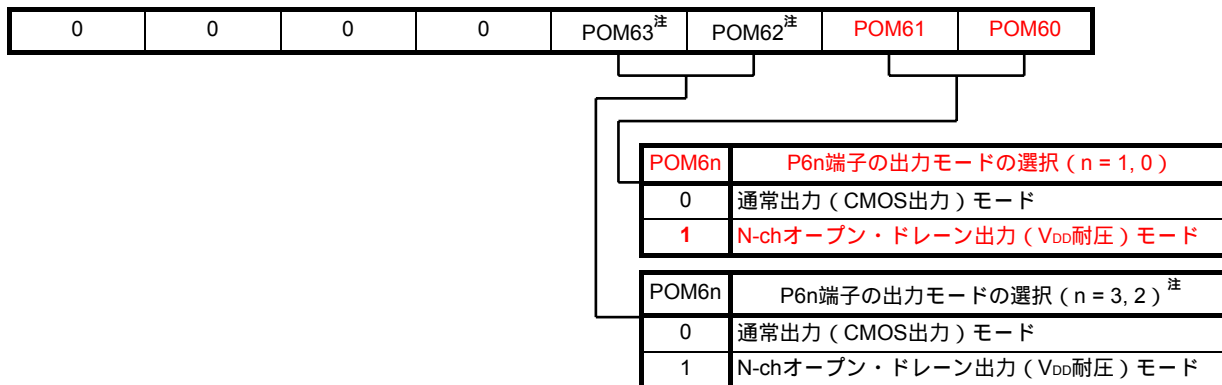 0 0 0 0 POM63注 POM62注 POM61 POM60
POM6n P6n端子の出力モードの選択（n = 1, 0）
0 通常出力（CMOS出力）モード
1 N-chオープン・ドレーン出力（VDD耐圧）モード
POM6n P6n端子の出力モードの選択（n = 3, 2）注
0 通常出力（CMOS出力）モード
1 N-chオープン・ドレーン出力（VDD耐圧）モード